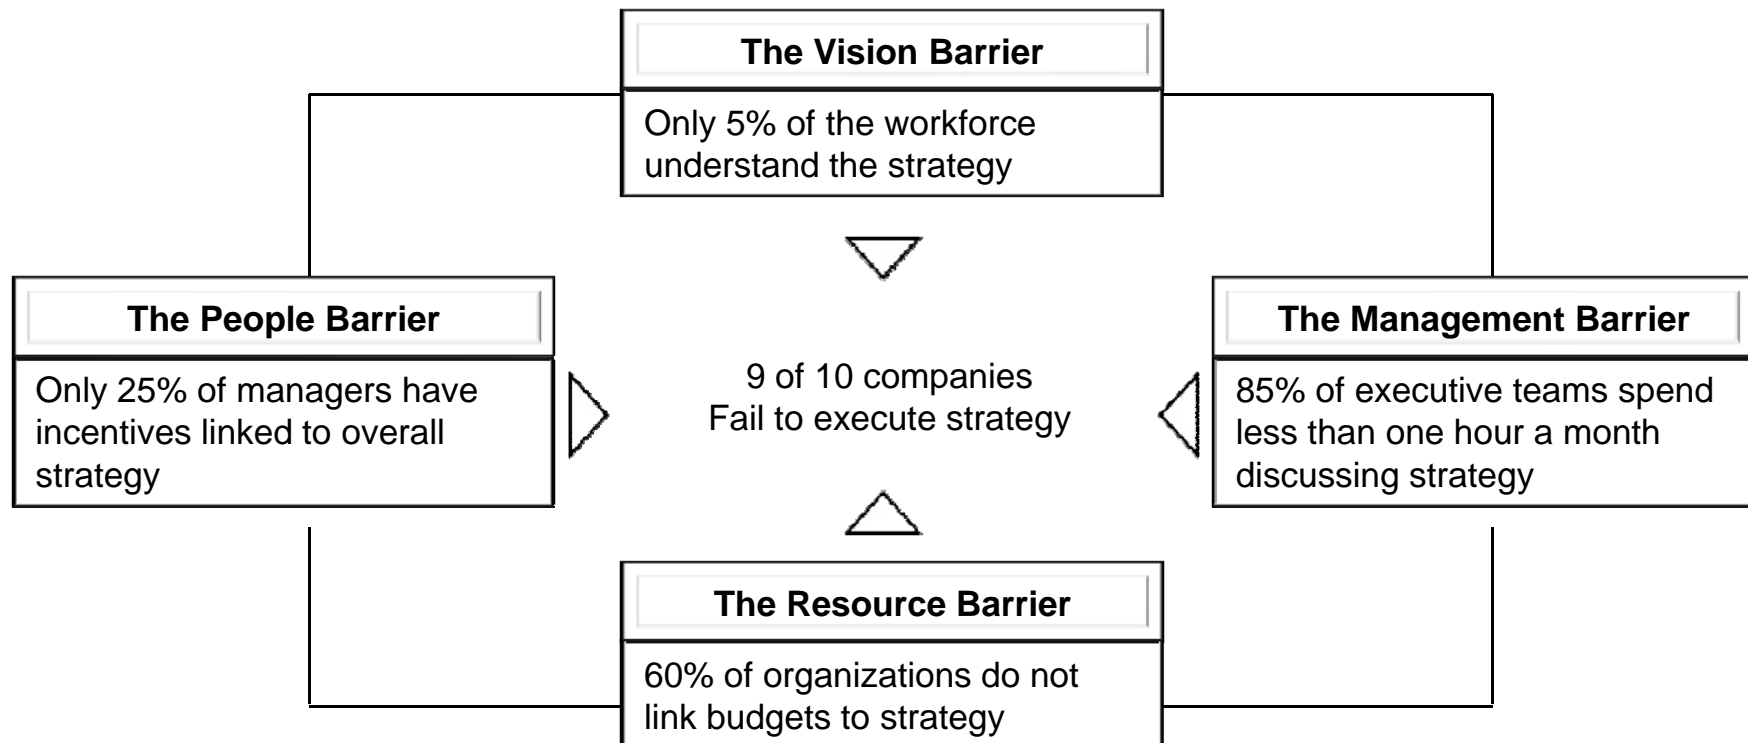 The Vision Barrier
Only 5% of the workforce
understand the strategy
The People Barrier
Only 25% of managers have
incentives linked to overall
strategy
9 of 10 companies
Fail to execute strategy
The Management Barrier
85% of executive teams spend
less than one hour a month
discussing strategy
The Resource Barrier
60% of organizations do not
link budgets to strategy